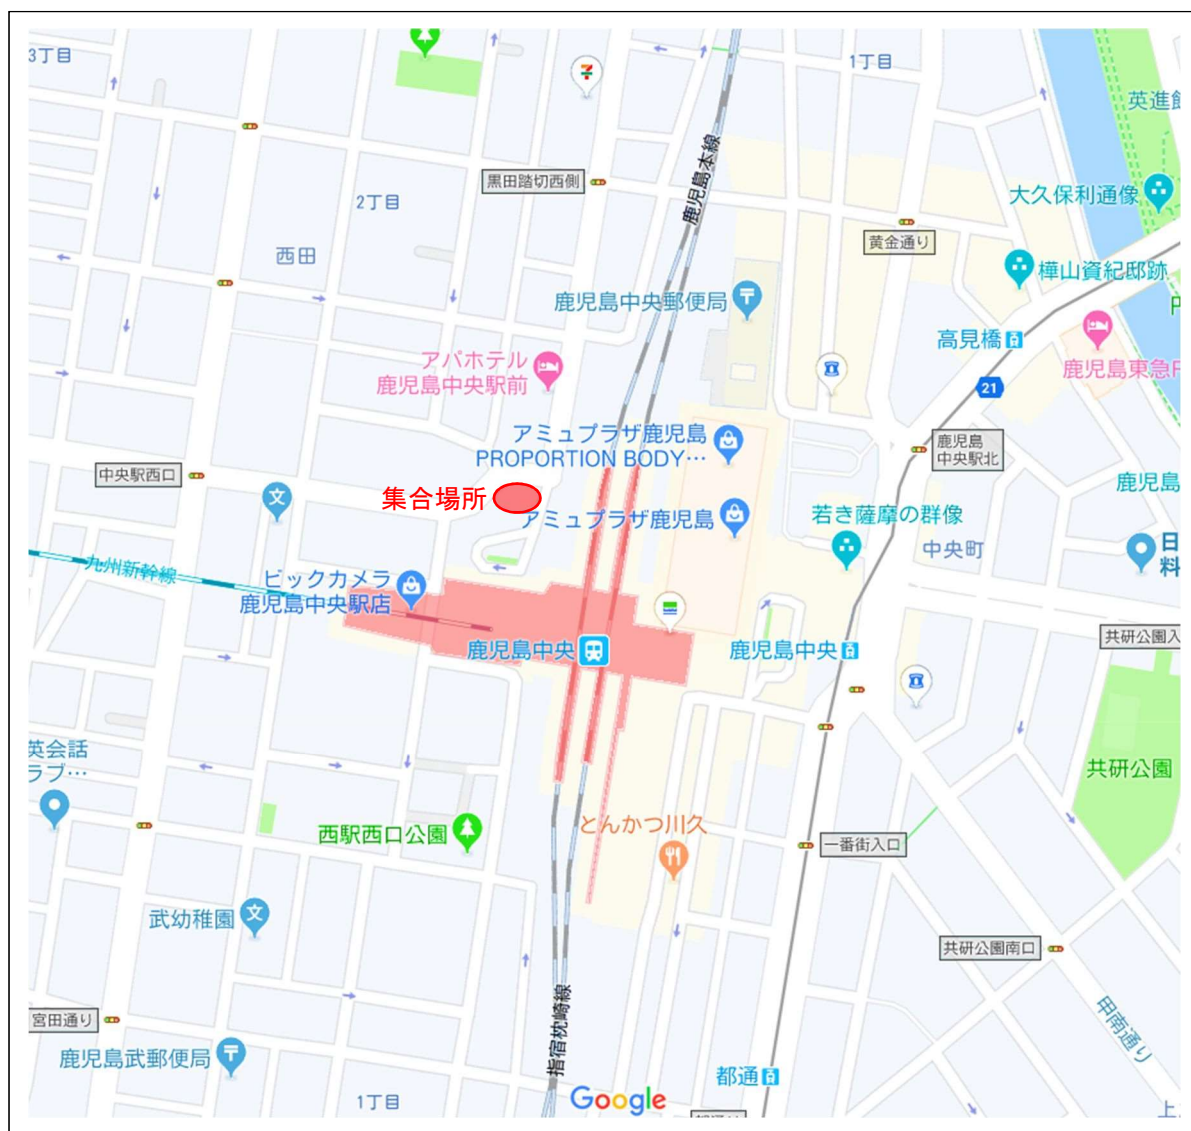 3丁目
1丁目
英進館
黒田踏切西側
鹿児島本線
大久保利通像
2丁目
黄金通り
西田
樺山資紀邸跡
鹿児島中央郵便局
高見橋
アパホテル
鹿児島中央駅前
鹿児島東急
21
アミュプラザ鹿児島
PROPORTION BODY…
鹿児島
中央駅北
中央駅西口
集合場所
鹿児島
アミュプラザ鹿児島
若き薩摩の群像
中央町
日
料
九州新幹線
ビックカメラ
鹿児島中央駅店
鹿児島中央
鹿児島中央
共研公園入
英会話
ラブ…
共研公園
とんかつ川久
西駅西口公園
一番街入口
武幼稚園
共研公園南口
指宿枕崎線
宮田通り
甲南通り
鹿児島武郵便局
都通
1丁目
Google
上